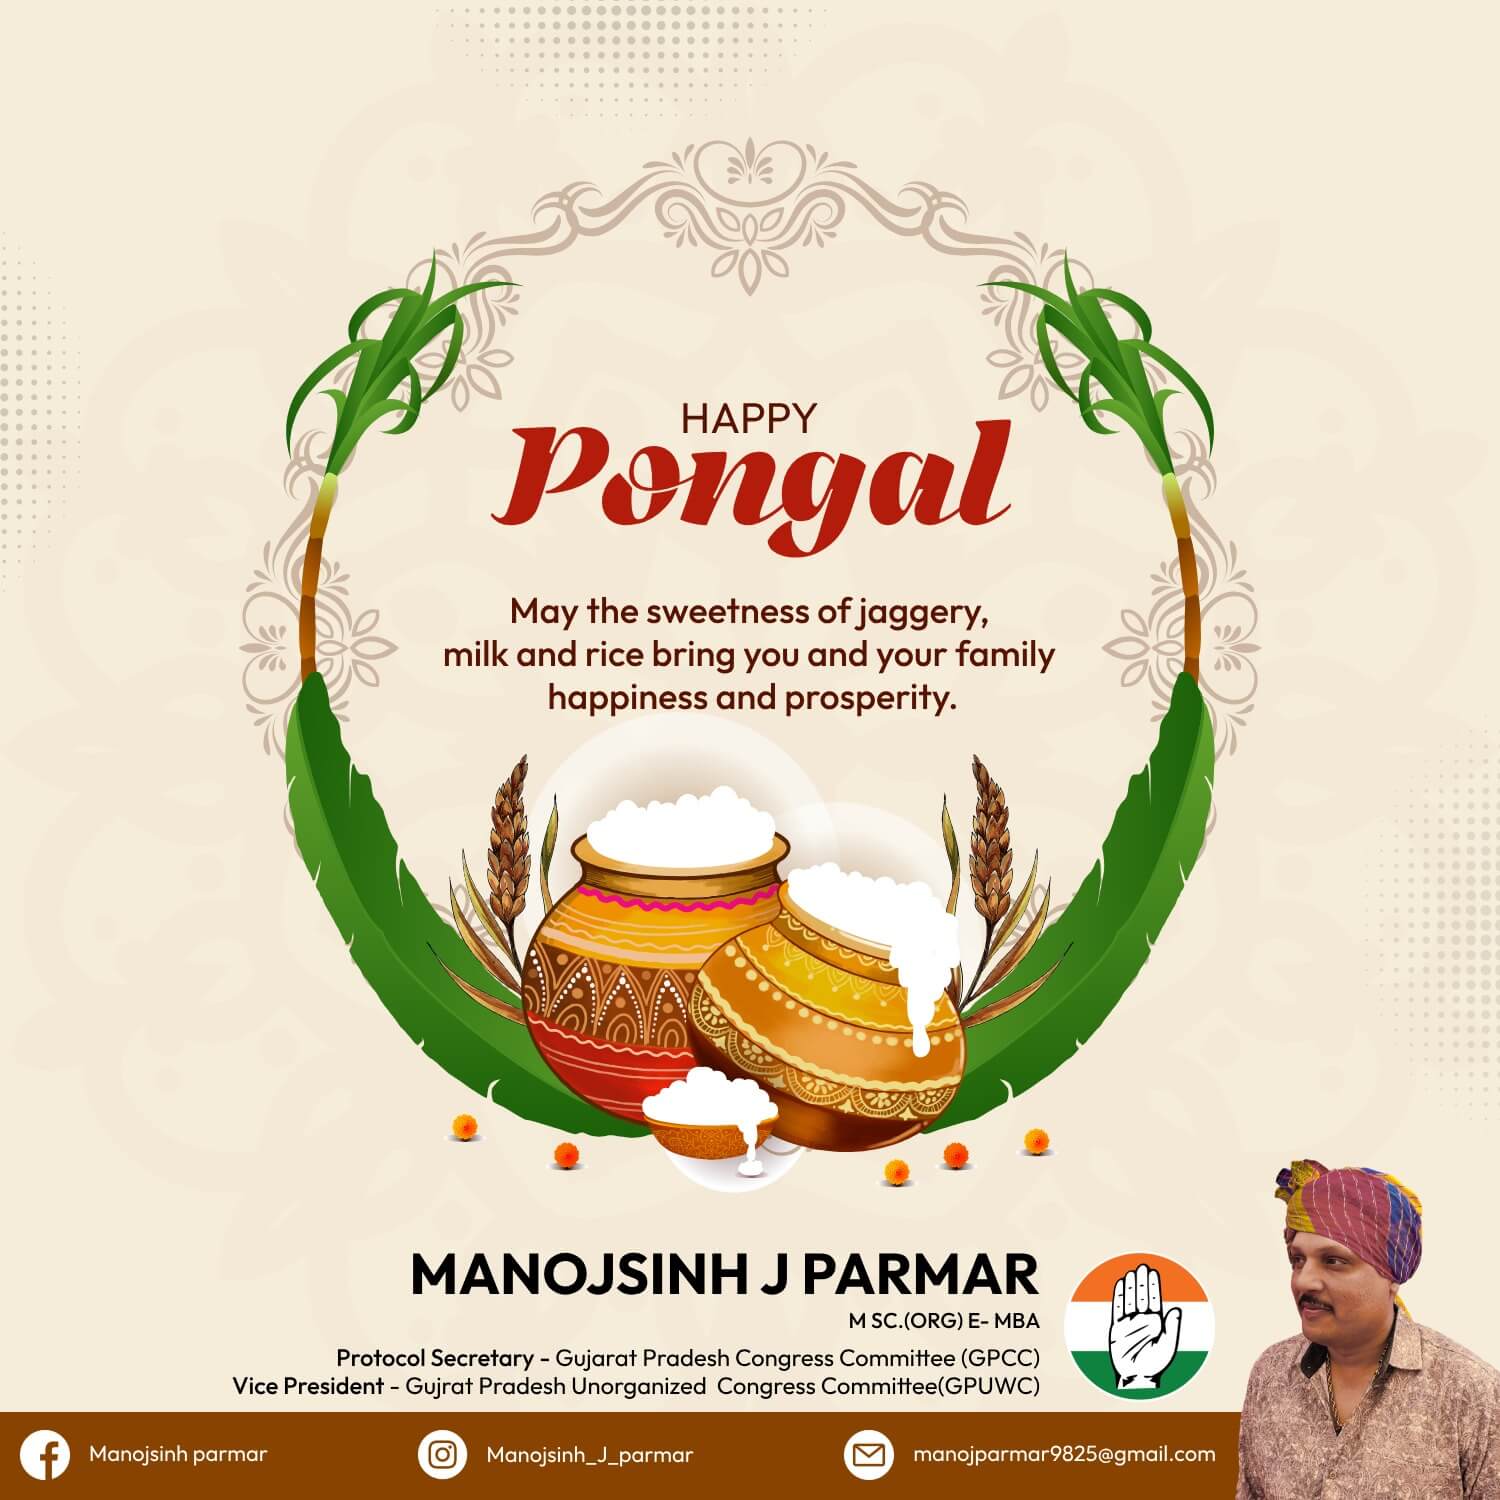 HAPPY
Pongal
May the sweetness of jaggery,
milk and rice bring you and your family
happiness and prosperity.
MANOJSINH J PARMAR
M SC.(ORG) E- MBA
Protocol Secretary - Gujarat Pradesh Congress Committee (GPCC)
Vice President - Gujrat Pradesh Unorganized  Congress Committee(GPUWC)
Manojsinh parmar
Manojsinh_J_parmar
manojparmar9825@gmail.com